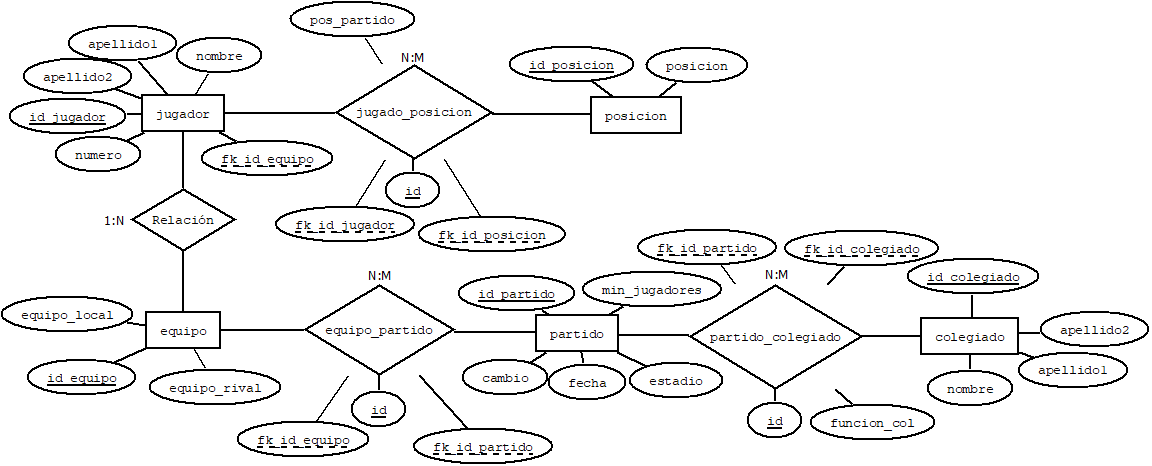 pos_partido
apellido1
nombre
N:M
id_posicion
posicion
apellido2
id_jugador
jugador
jugado_posicion
posicion
numero
fk_id_equipo
id
1:N
Relación
fk_id_jugador
fk_id_posicion
fk_id_partido
fk_id_colegiado
N:M
N:M
id_colegiado
id_partido
min_jugadores
equipo_local
equipo
equipo_partido
partido
partido_colegiado
colegiado
apellido2
id_equipo
equipo_rival
cambio
fecha
estadio
nombre
apellido1
id
id
funcion_col
fk_id_equipo
fk_id_partido